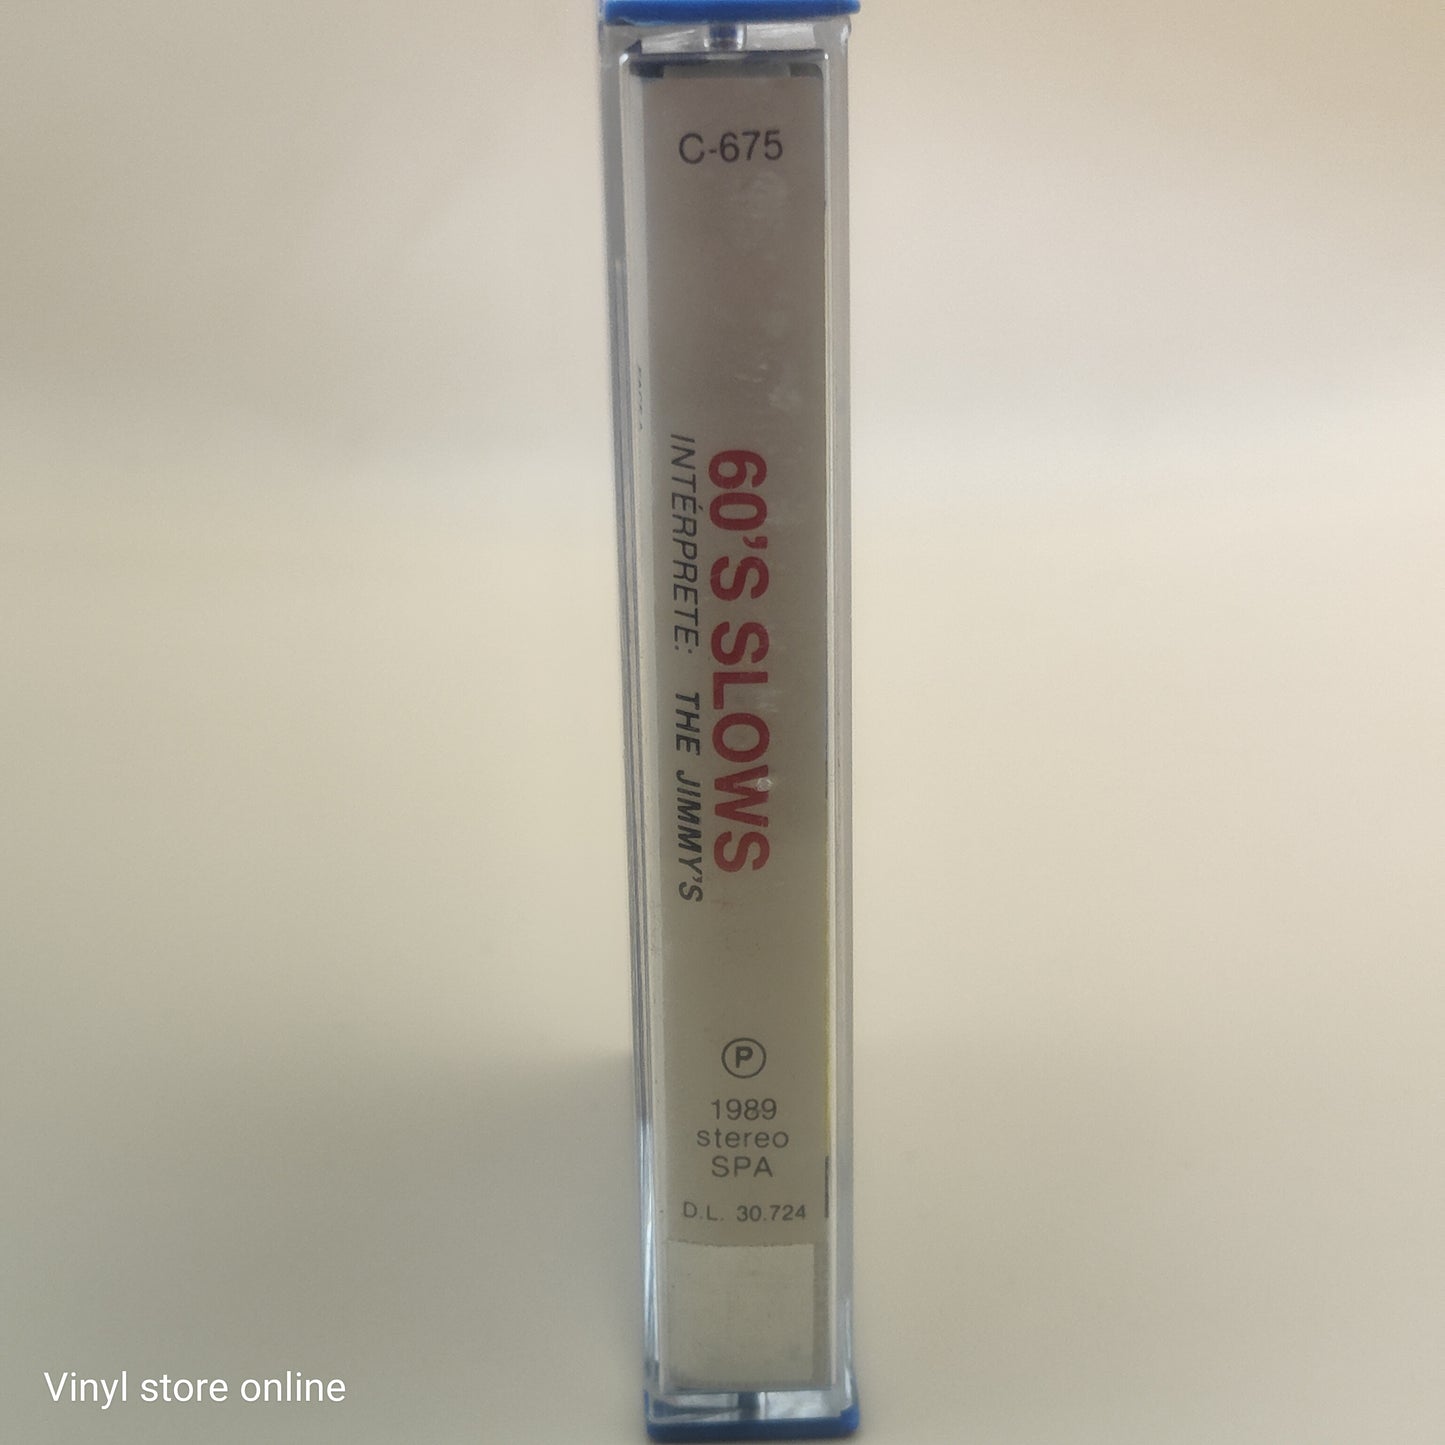 C-675
60'S SLOWS
INTÉRPRETE: THE JIMMY'S
P
1989
stereo
SPA
D.L. 30.724
Vinyl store online